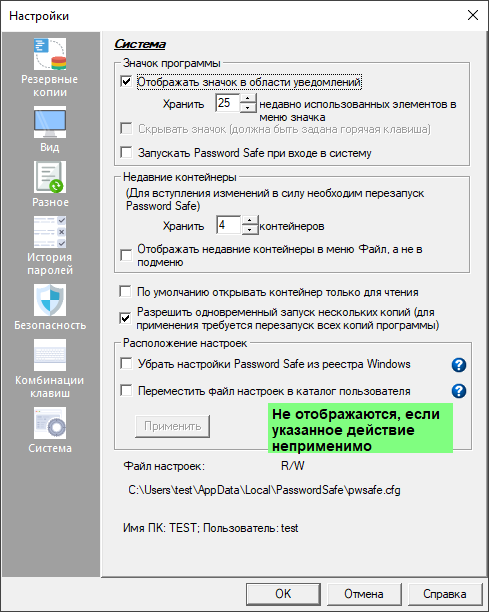 Настройки
Резервные
копии
Вид
Разное
История
паролей
Безопасность
Комбинации
клавиш
Система
Система
Значок программы
Отображать значок в области уведомлений
Хранить 25 недавно использованных элементов в
меню значка
Скрывать значок (должна быть задана горячая клавиша)
Запускать Password Safe при входе в систему
Недавние контейнеры
(Для вступления изменений в силу необходим перезапуск
Password Safe)
Хранить 4 контейнеров
Отображать недавние контейнеры в меню Файл, а не в
подменю
По умолчанию открывать контейнер только для чтения
Разрешить одновременный запуск нескольких копий (для
применения требуется перезапуск всех копий программы)
Расположение настроек
Убрать настройки Password Safe из реестра Windows
?
Переместить файл настроек в каталог пользователя
?
Применить
Не отображаются, если
указанное действие
неприменимо
Файл настроек: R/W
C:\Users\test\AppData\Local\PasswordSafe\pwsafe.cfg
Имя ПК: TEST; Пользователь: test
OK Отмена Справка